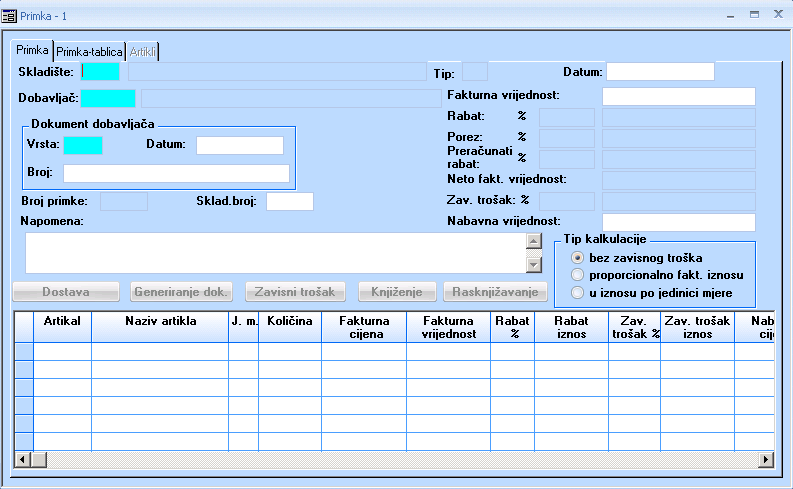 Primka - 1
Primka Primka-tablica Artikli
Skladište: Tip: Datum:
Dobavljač: Fakturna vrijednost:
Dokument dobavljača
Vrsta: Datum:
Broj:
Rabat: %
Porez: %
Preračunati
rabat: %
Neto fakt. vrijednost:
Broj primke: Sklad.broj: Zav. trošak: %
Napomena: Nabavna vrijednost:
Tip kalkulacije
bez zavisnog troška
proporcionalno fakt. iznosu
u iznosu po jedinici mjere
Dostava Generiranje dok. Zavisni trošak Knjiženje Rasknjižavanje
Artikal Naziv artikla J. m. Količina Fakturna Fakturna Rabat Rabat Zav. Zav. trošak Nab
cijena vrijednost % iznos trošak % iznos cij